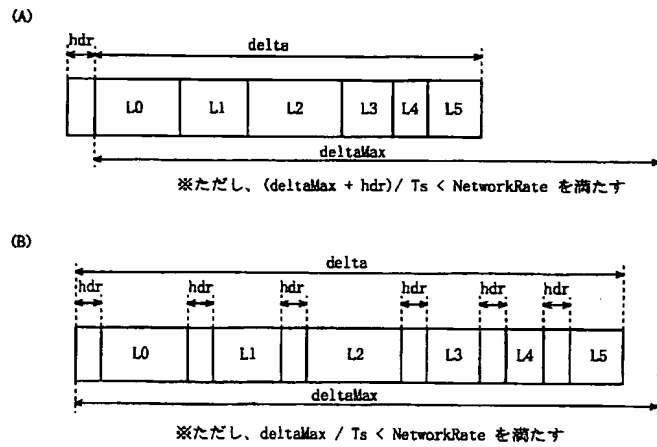 (A)
hdr
delta
L0 L1 L2 L3 L4 L5
deltaMax
※ただし、(deltaMax + hdr)/ Ts < NetworkRate を満たす
(B)
delta
hdr hdr hdr hdr hdr hdr
L0 L1 L2 L3 L4 L5
deltaMax
※ただし、deltaMax / Ts < NetworkRate を満たす